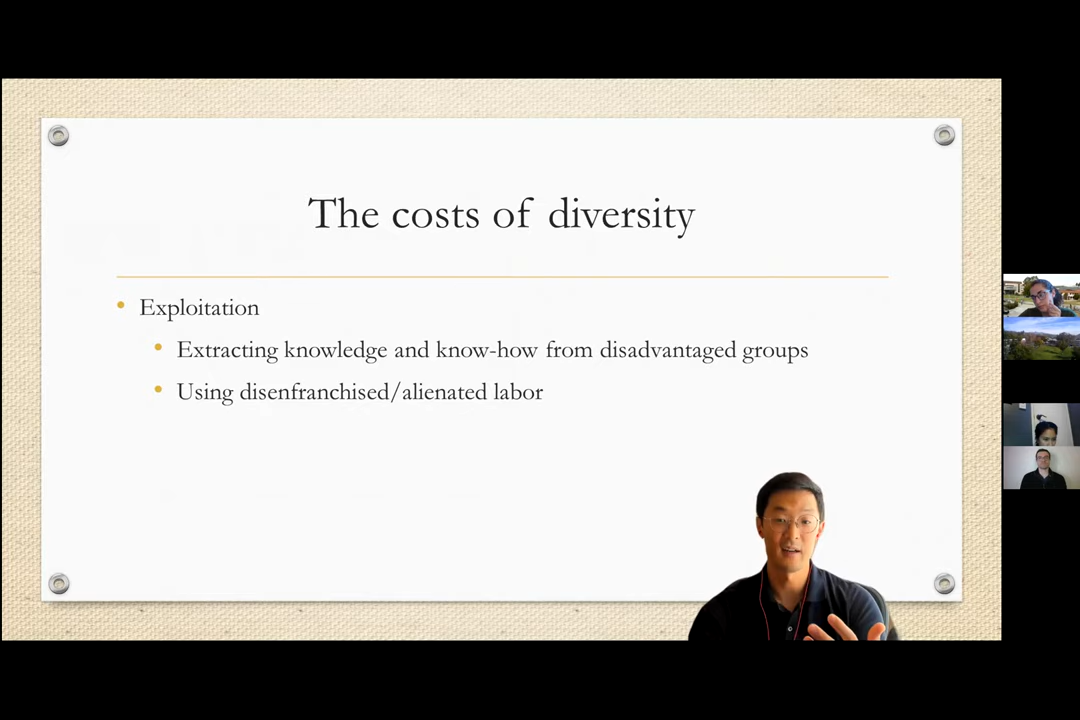 The costs of diversity
Exploitation
Extracting knowledge and know-how from disadvantaged groups
Using disenfranchised/alienated labor